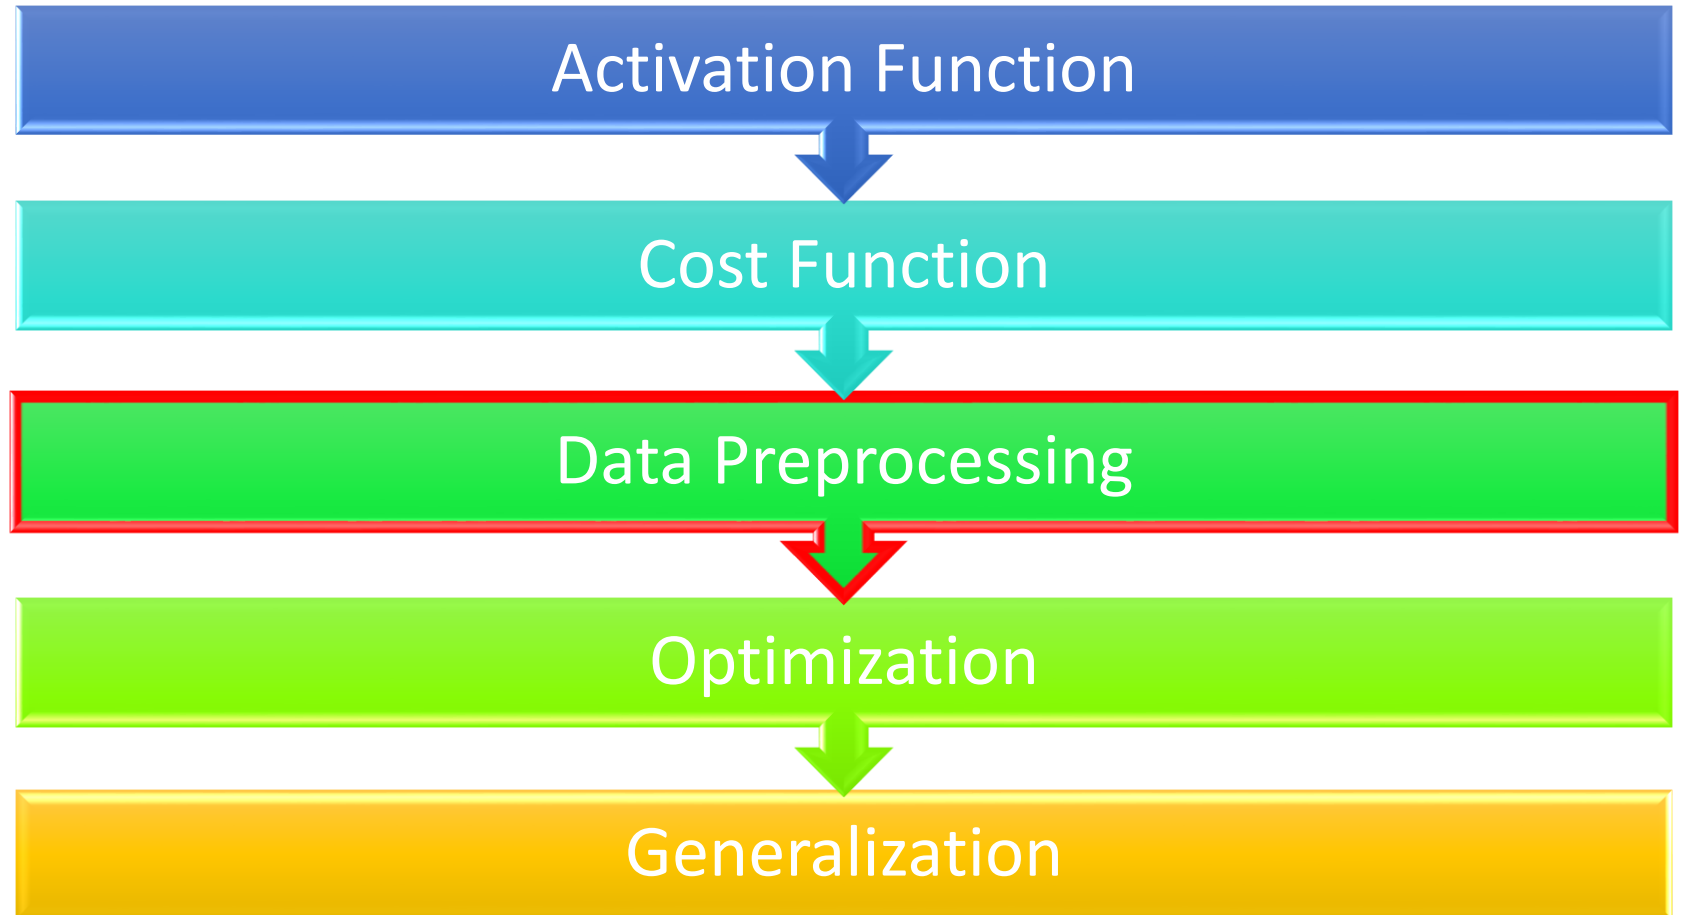 Activation Function
Cost Function
Data Preprocessing
Optimization
Generalization